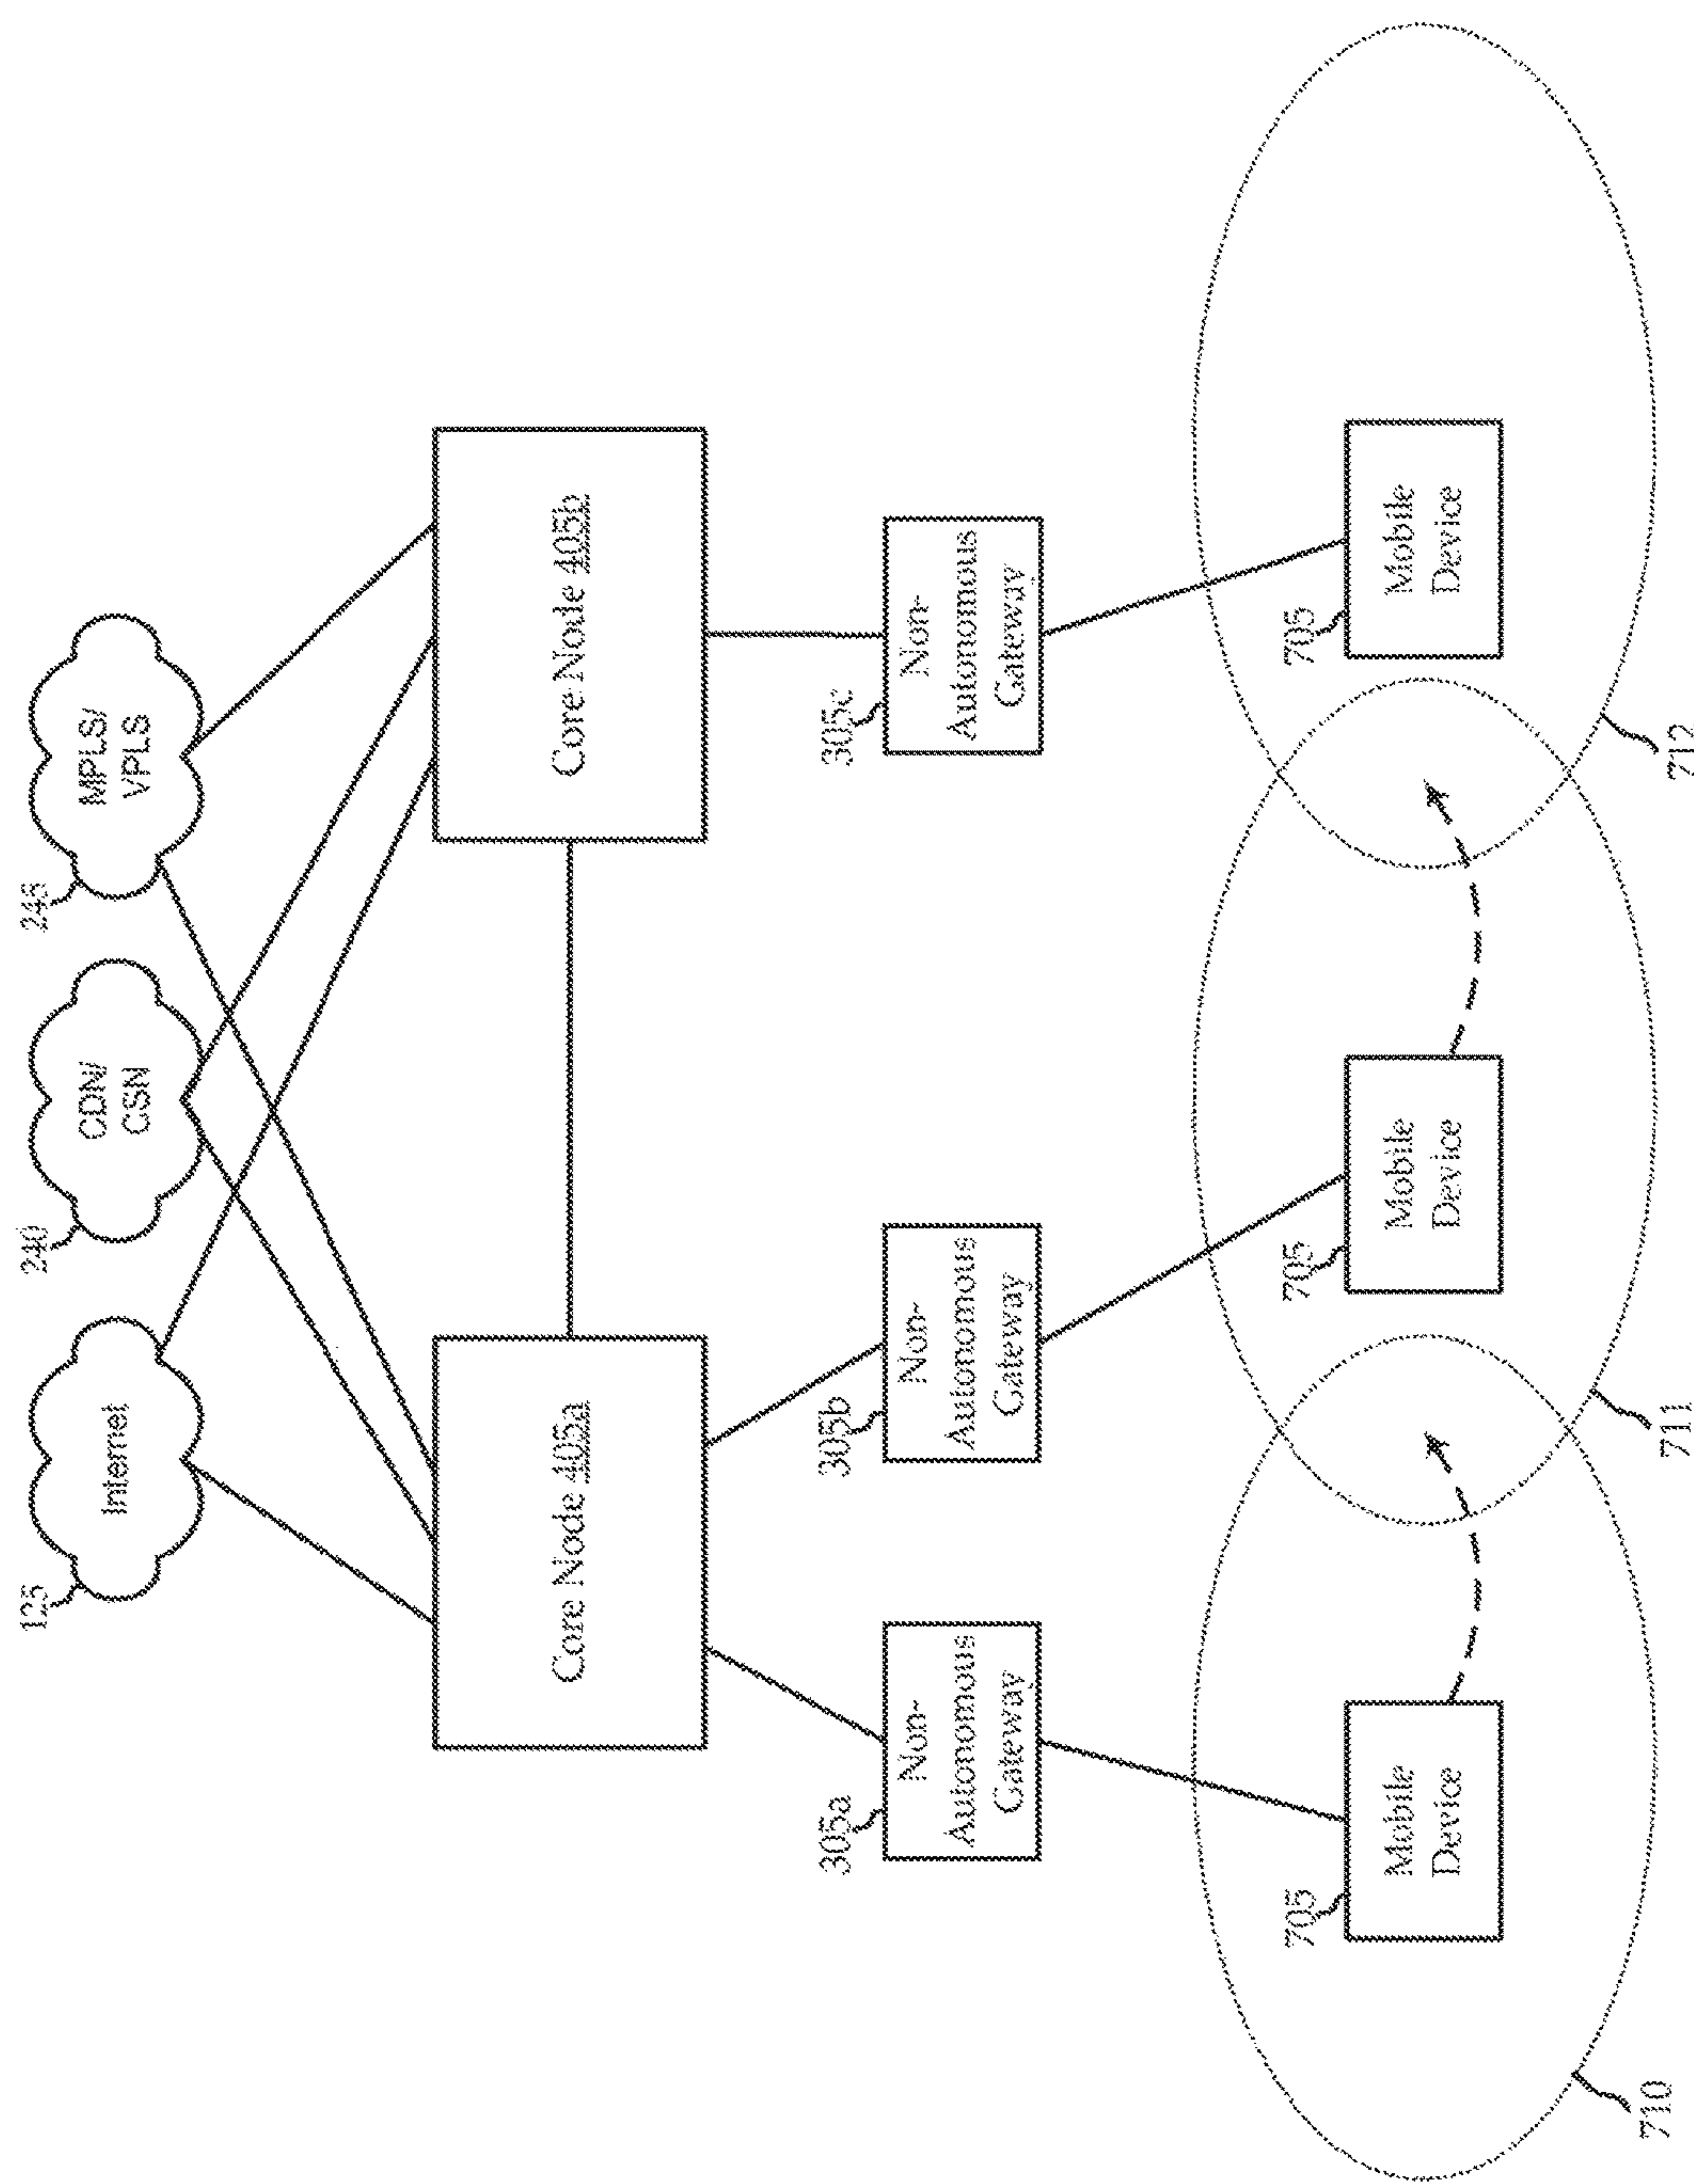 125
Internet
240
CDN/
CSN
245
MPLS/
VPLS
Core Node 405a
Core Node 405b
305a
Non-
Autonomous
Gateway
305b
Non-
Autonomous
Gateway
305c
Non-
Autonomous
Gateway
705
Mobile
Device
705
Mobile
Device
705
Mobile
Device
710
711
712